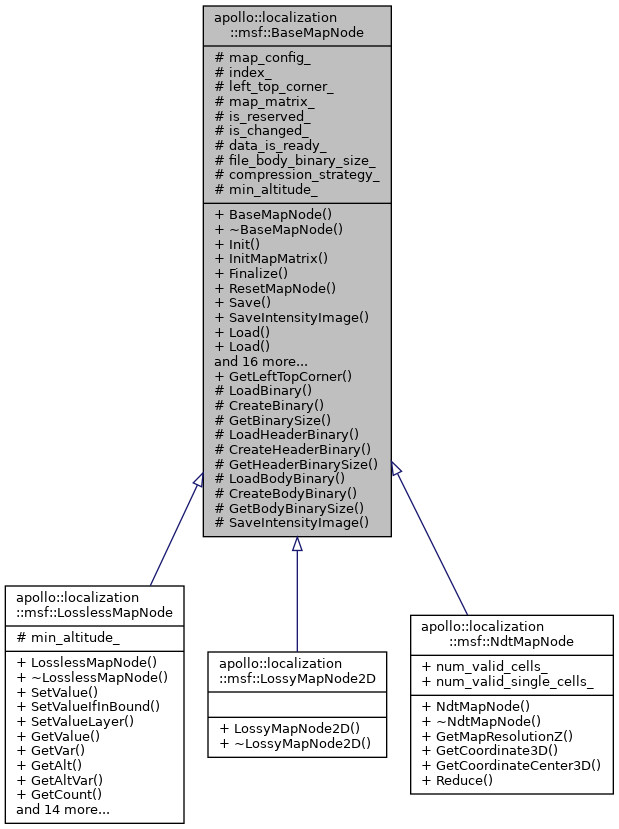 apollo::localization
::msf::BaseMapNode
# map_config_
# index_
# left_top_corner_
# map_matrix_
# is_reserved_
# is_changed_
# data_is_ready_
# file_body_binary_size_
# compression_strategy_
# min_altitude_
+ BaseMapNode()
+ ~BaseMapNode()
+ Init()
+ InitMapMatrix()
+ Finalize()
+ ResetMapNode()
+ Save()
+ SaveIntensityImage()
+ Load()
+ Load()
and 16 more...
+ GetLeftTopCorner()
# LoadBinary()
# CreateBinary()
# GetBinarySize()
# LoadHeaderBinary()
# CreateHeaderBinary()
# GetHeaderBinarySize()
# LoadBodyBinary()
# CreateBodyBinary()
# GetBodyBinarySize()
# SaveIntensityImage()
apollo::localization
::msf::LosslessMapNode
# min_altitude_
+ LosslessMapNode()
+ ~LosslessMapNode()
+ SetValue()
+ SetValueIfInBound()
+ SetValueLayer()
+ GetValue()
+ GetVar()
+ GetAlt()
+ GetAltVar()
+ GetCount()
and 14 more...
apollo::localization
::msf::LossyMapNode2D
+ LossyMapNode2D()
+ ~LossyMapNode2D()
apollo::localization
::msf::NdtMapNode
+ num_valid_cells_
+ num_valid_single_cells_
+ NdtMapNode()
+ ~NdtMapNode()
+ GetMapResolutionZ()
+ GetCoordinate3D()
+ GetCoordinateCenter3D()
+ Reduce()